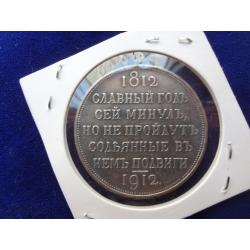 1812
СЛАВНЫЙ ГОДЪ
СЕЙ МИНУЛЪ,
НО НЕ ПРОЙДУТЪ
СОДѢЯННЫЕ ВЪ
НЕМЪ ПОДВИГИ
1912.